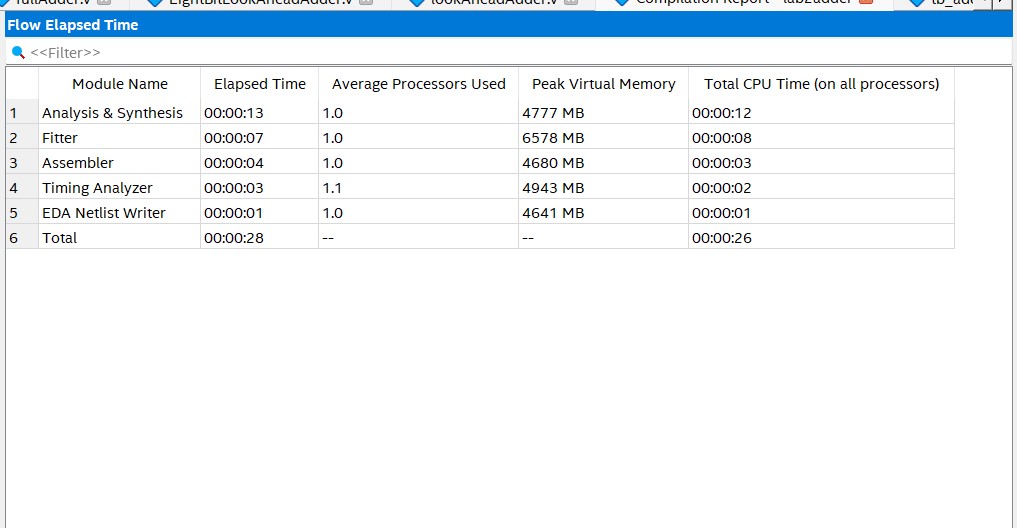 fullAdder.v EightBitLookAheadAdder.v lookAheadAdder.v Compilation Report - lab2adder
Flow Elapsed Time
<<Filter>>
Module Name Elapsed Time Average Processors Used Peak Virtual Memory Total CPU Time (on all processors)
1 Analysis & Synthesis 00:00:13 1.0 4777 MB 00:00:12
2 Fitter 00:00:07 1.0 6578 MB 00:00:08
3 Assembler 00:00:04 1.0 4680 MB 00:00:03
4 Timing Analyzer 00:00:03 1.1 4943 MB 00:00:02
5 EDA Netlist Writer 00:00:01 1.0 4641 MB 00:00:01
6 Total 00:00:28 -- -- 00:00:26